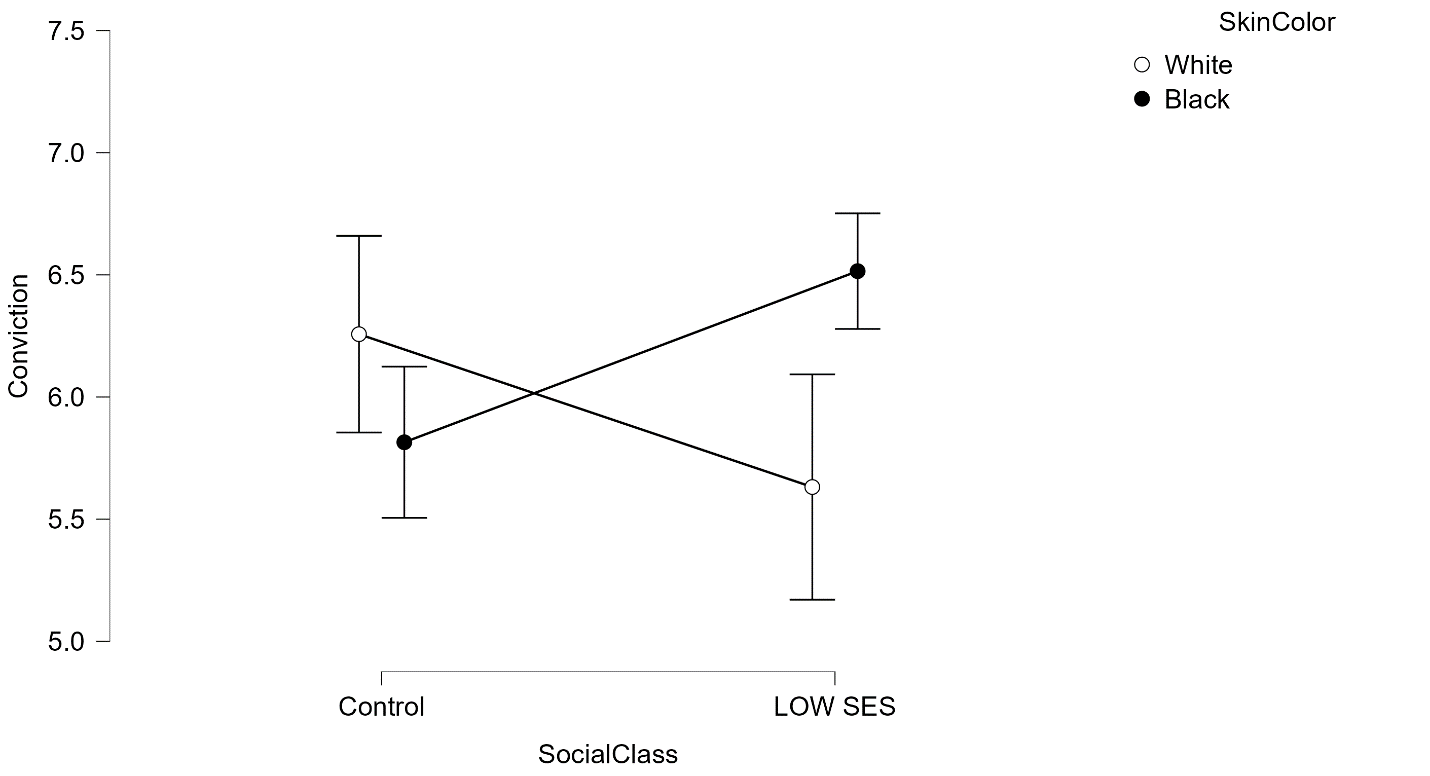 SkinColor
White
Black
7.5
7.0
6.5
6.0
5.5
5.0
Conviction
Control
LOW SES
SocialClass